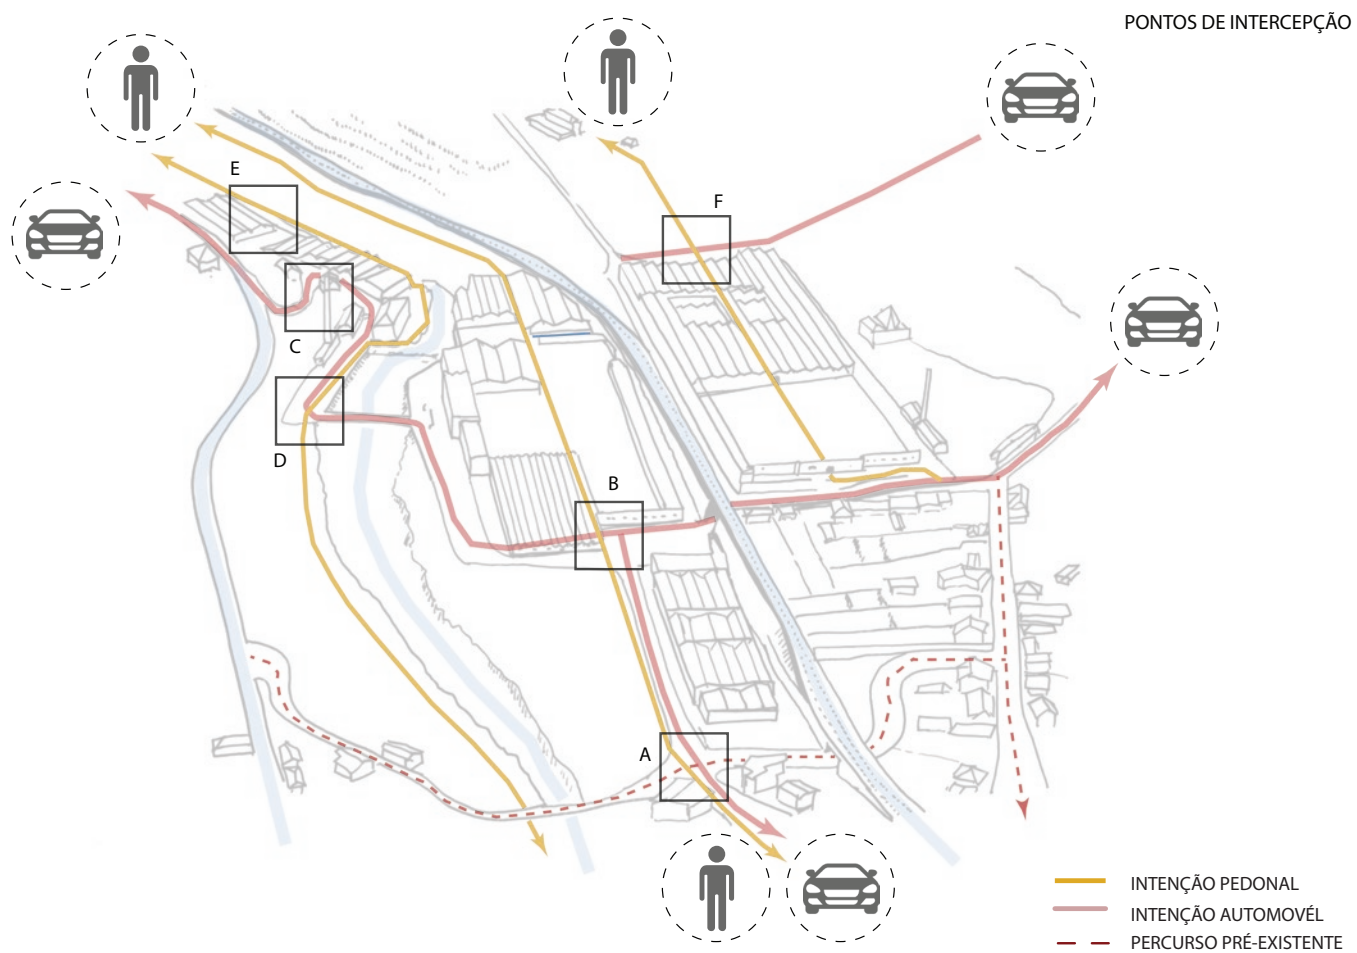 PONTOS DE INTERCEPÇÃO
E
F
C
D
B
A
INTENÇÃO PEDONAL
INTENÇÃO AUTOMOVÉL
PERCURSO PRÉ-EXISTENTE